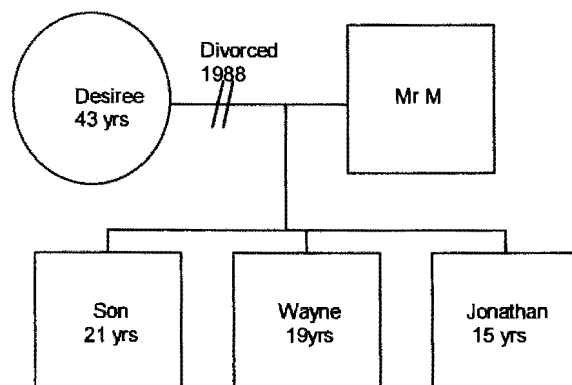 Divorced
1988
Desiree
43 yrs
Mr M
Son
21 yrs
Wayne
19yrs
Jonathan
15 yrs